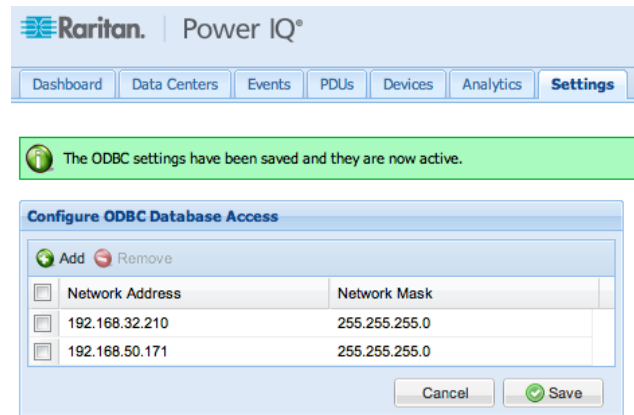 Raritan. Power IQ®
Dashboard Data Centers Events PDUs Devices Analytics Settings
The ODBC settings have been saved and they are now active.
Configure ODBC Database Access
Add Remove
Network Address Network Mask
192.168.32.210 255.255.255.0
192.168.50.171 255.255.255.0
Cancel Save